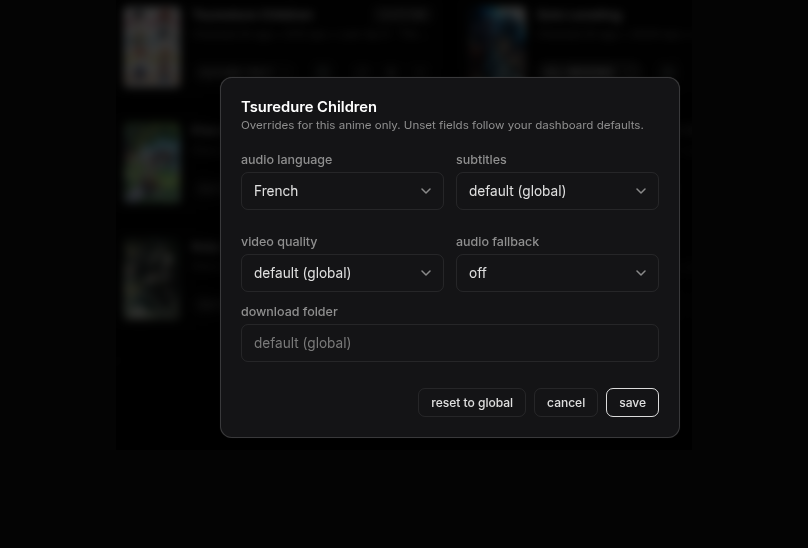 Tsuredure Children
Overrides for this anime only. Unset fields follow your dashboard defaults.
audio language
subtitles
French
default (global)
video quality
audio fallback
default (global)
off
download folder
default (global)
reset to global
cancel
save